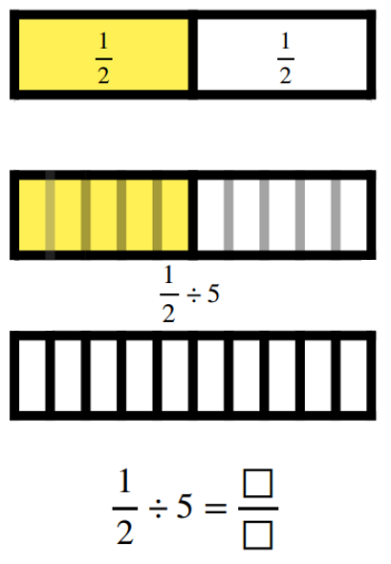 1/2 1/2
1/2 ÷ 5
1/2 ÷ 5 = □/□